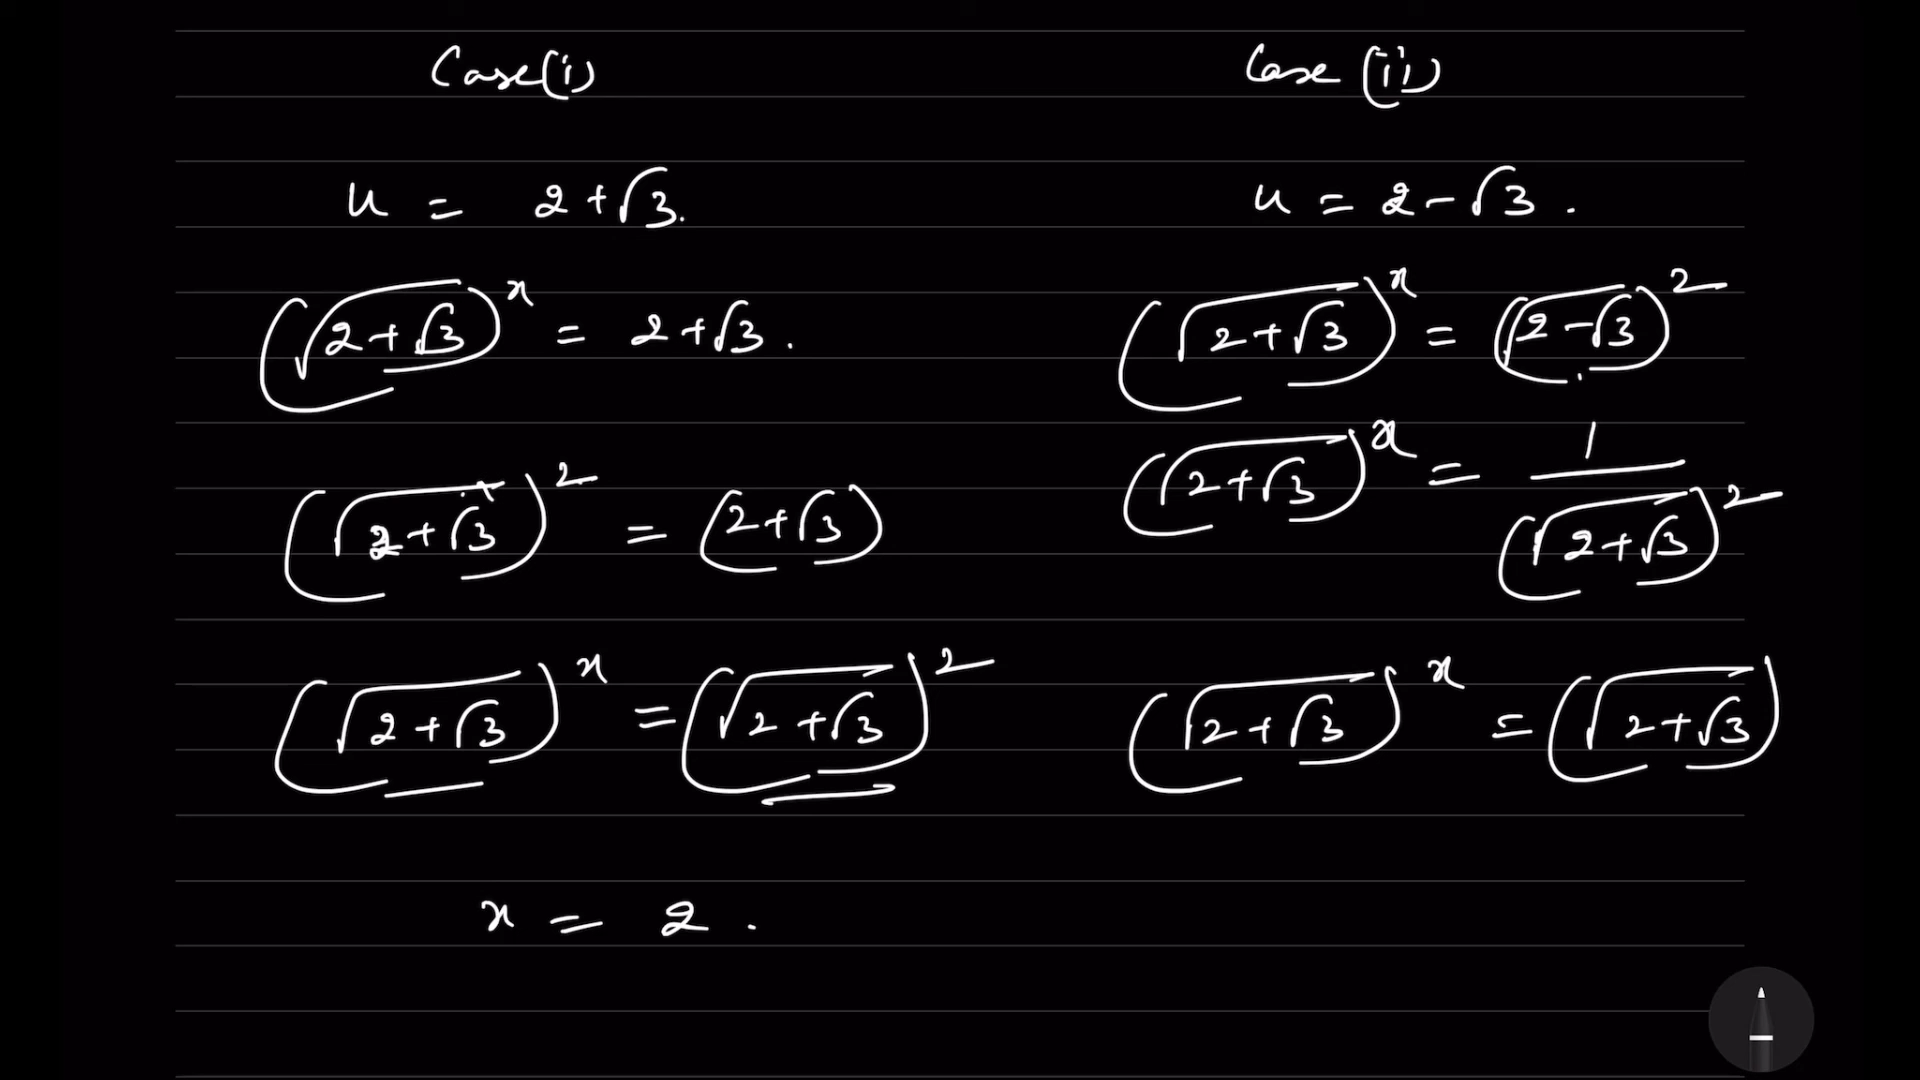 Case(i)
u = 2+√3.
(√(2+√3))^x = 2+√3.
(√(2+√3))^2 = (2+√3)
(√(2+√3))^x = (√(2+√3))^2
x = 2.
Case (ii)
u = 2-√3.
(√(2+√3))^x = (√(2-√3))^2
(√(2+√3))^x = 1/(√(2+√3))^2
(√(2+√3))^x = (√(2+√3))